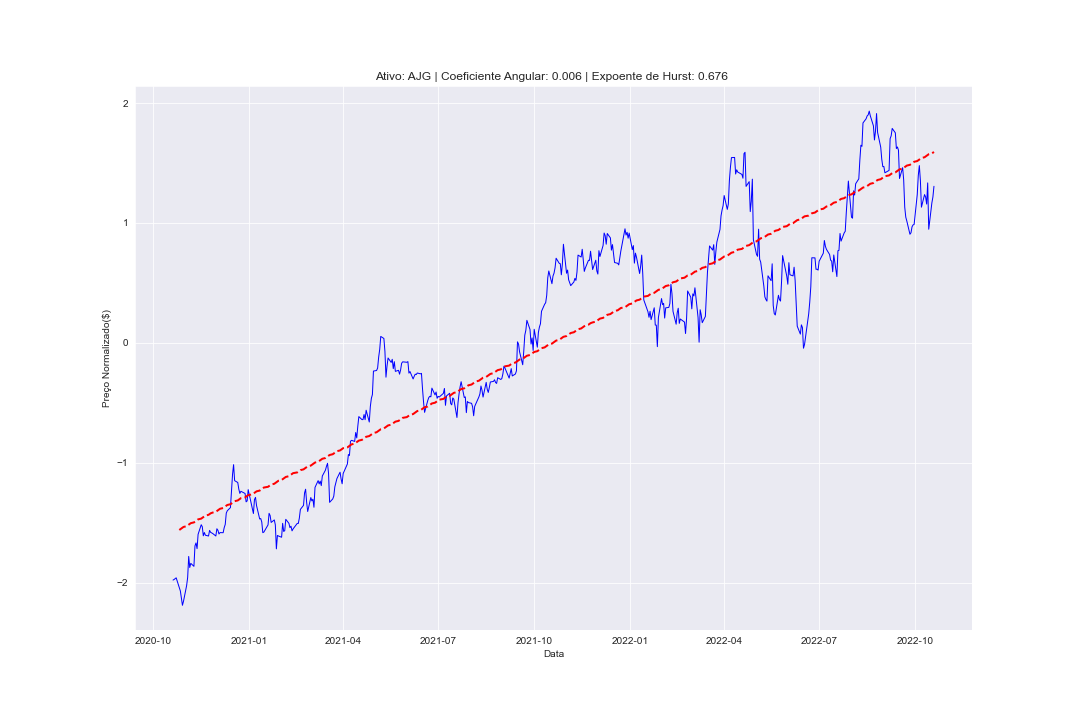 Ativo: AJG | Coeficiente Angular: 0.006 | Expoente de Hurst: 0.676
Preço Normalizado($)
2
1
0
−1
−2
2020-10 2021-01 2021-04 2021-07 2021-10 2022-01 2022-04 2022-07 2022-10
Data